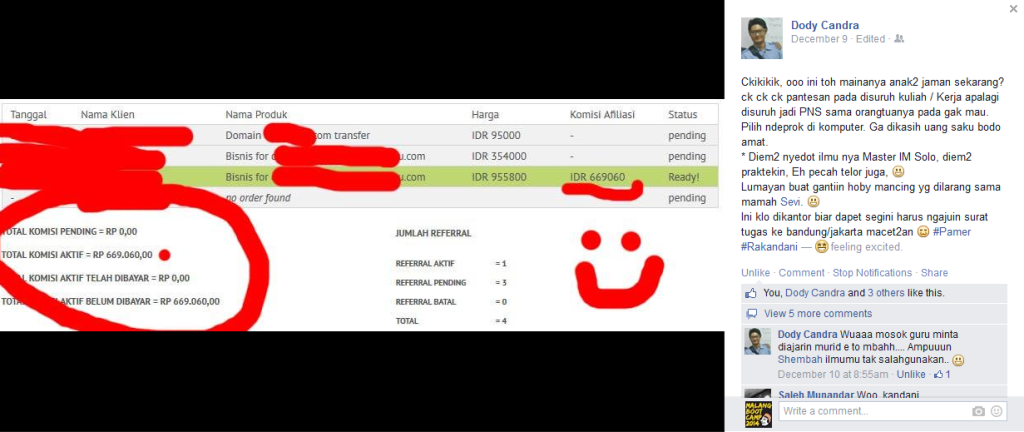 Tanggal Nama Klien Nama Produk Harga Komisi Afiliasi Status
Domain com transfer IDR 95000 - pending
Bisnis for u.com IDR 354000 - pending
Bisnis for u.com IDR 955800 IDR 669060 Ready!
- no order found pending
TOTAL KOMISI PENDING = RP 0,00
TOTAL KOMISI AKTIF = RP 669.060,00
KOMISI AKTIF TELAH DIBAYAR = RP 0,00
AKTIF BELUM DIBAYAR = RP 669.060,00
JUMLAH REFERRAL
REFERRAL AKTIF = 1
REFERRAL PENDING = 3
REFERRAL BATAL = 0
TOTAL = 4
Dody Candra
December 9 · Edited ·
Ckikikik, ooo ini toh mainanya anak2 jaman sekarang?
ck ck ck pantesan pada disuruh kuliah / Kerja apalagi
disuruh jadi PNS sama orangtuanya pada gak mau.
Pilih ndeprok di komputer. Ga dikasih uang saku bodo
amat.
* Diem2 nyedot ilmu nya Master IM Solo, diem2
praktekin, Eh pecah telor juga,
Lumayan buat gantiin hoby mancing yg dilarang sama
mamah Sevi.
Ini klo dikantor biar dapet segini harus ngajuin surat
tugas ke bandung/jakarta macet2an #Pamer
#Rakandani — feeling excited.
Unlike · Comment · Stop Notifications · Share
You, Dody Candra and 3 others like this.
View 5 more comments
Dody Candra Wuaaa mosok guru minta
diajarin murid e to mbahh.... Ampuuun
Shembah ilmumu tak salahgunakan..
December 10 at 8:55am · Unlike · 1
Saleh Munandar Woo, kandani
MALANG
BOOT
CAMP
2014
Write a comment...